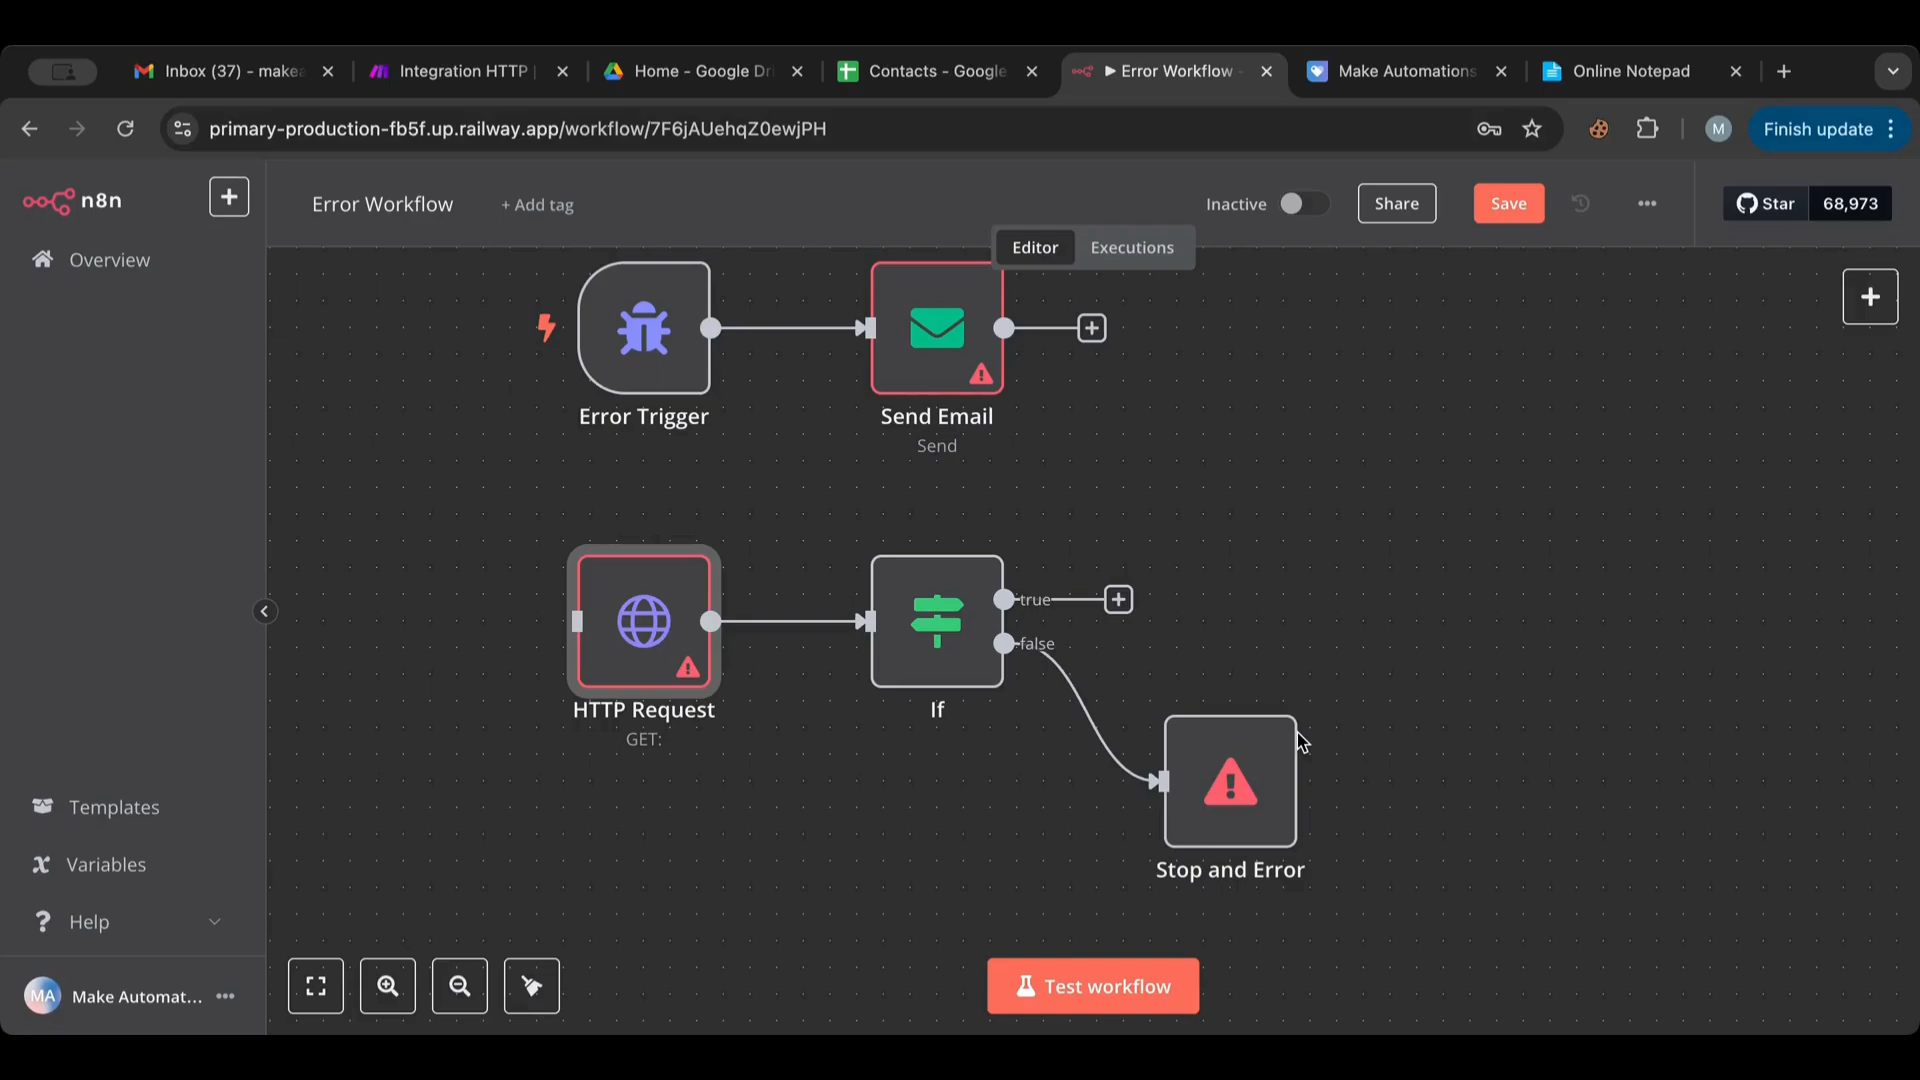 Inbox (37) - makea
Integration HTTP
Home - Google Dri
Contacts - Google
Error Workflow -
Make Automations
Online Notepad
primary-production-fb5f.up.railway.app/workflow/7F6jAUehqZ0ewjPH
M
Finish update
n8n
Error Workflow
+ Add tag
Inactive
Share
Save
Star
68,973
Editor
Executions
Overview
Error Trigger
Send Email
Send
true
false
HTTP Request
GET:
If
Stop and Error
Templates
Variables
Help
MA
Make Automat...
Test workflow